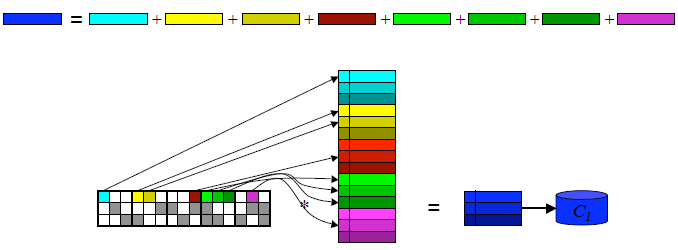 = + + + + + + +
*
=
C1